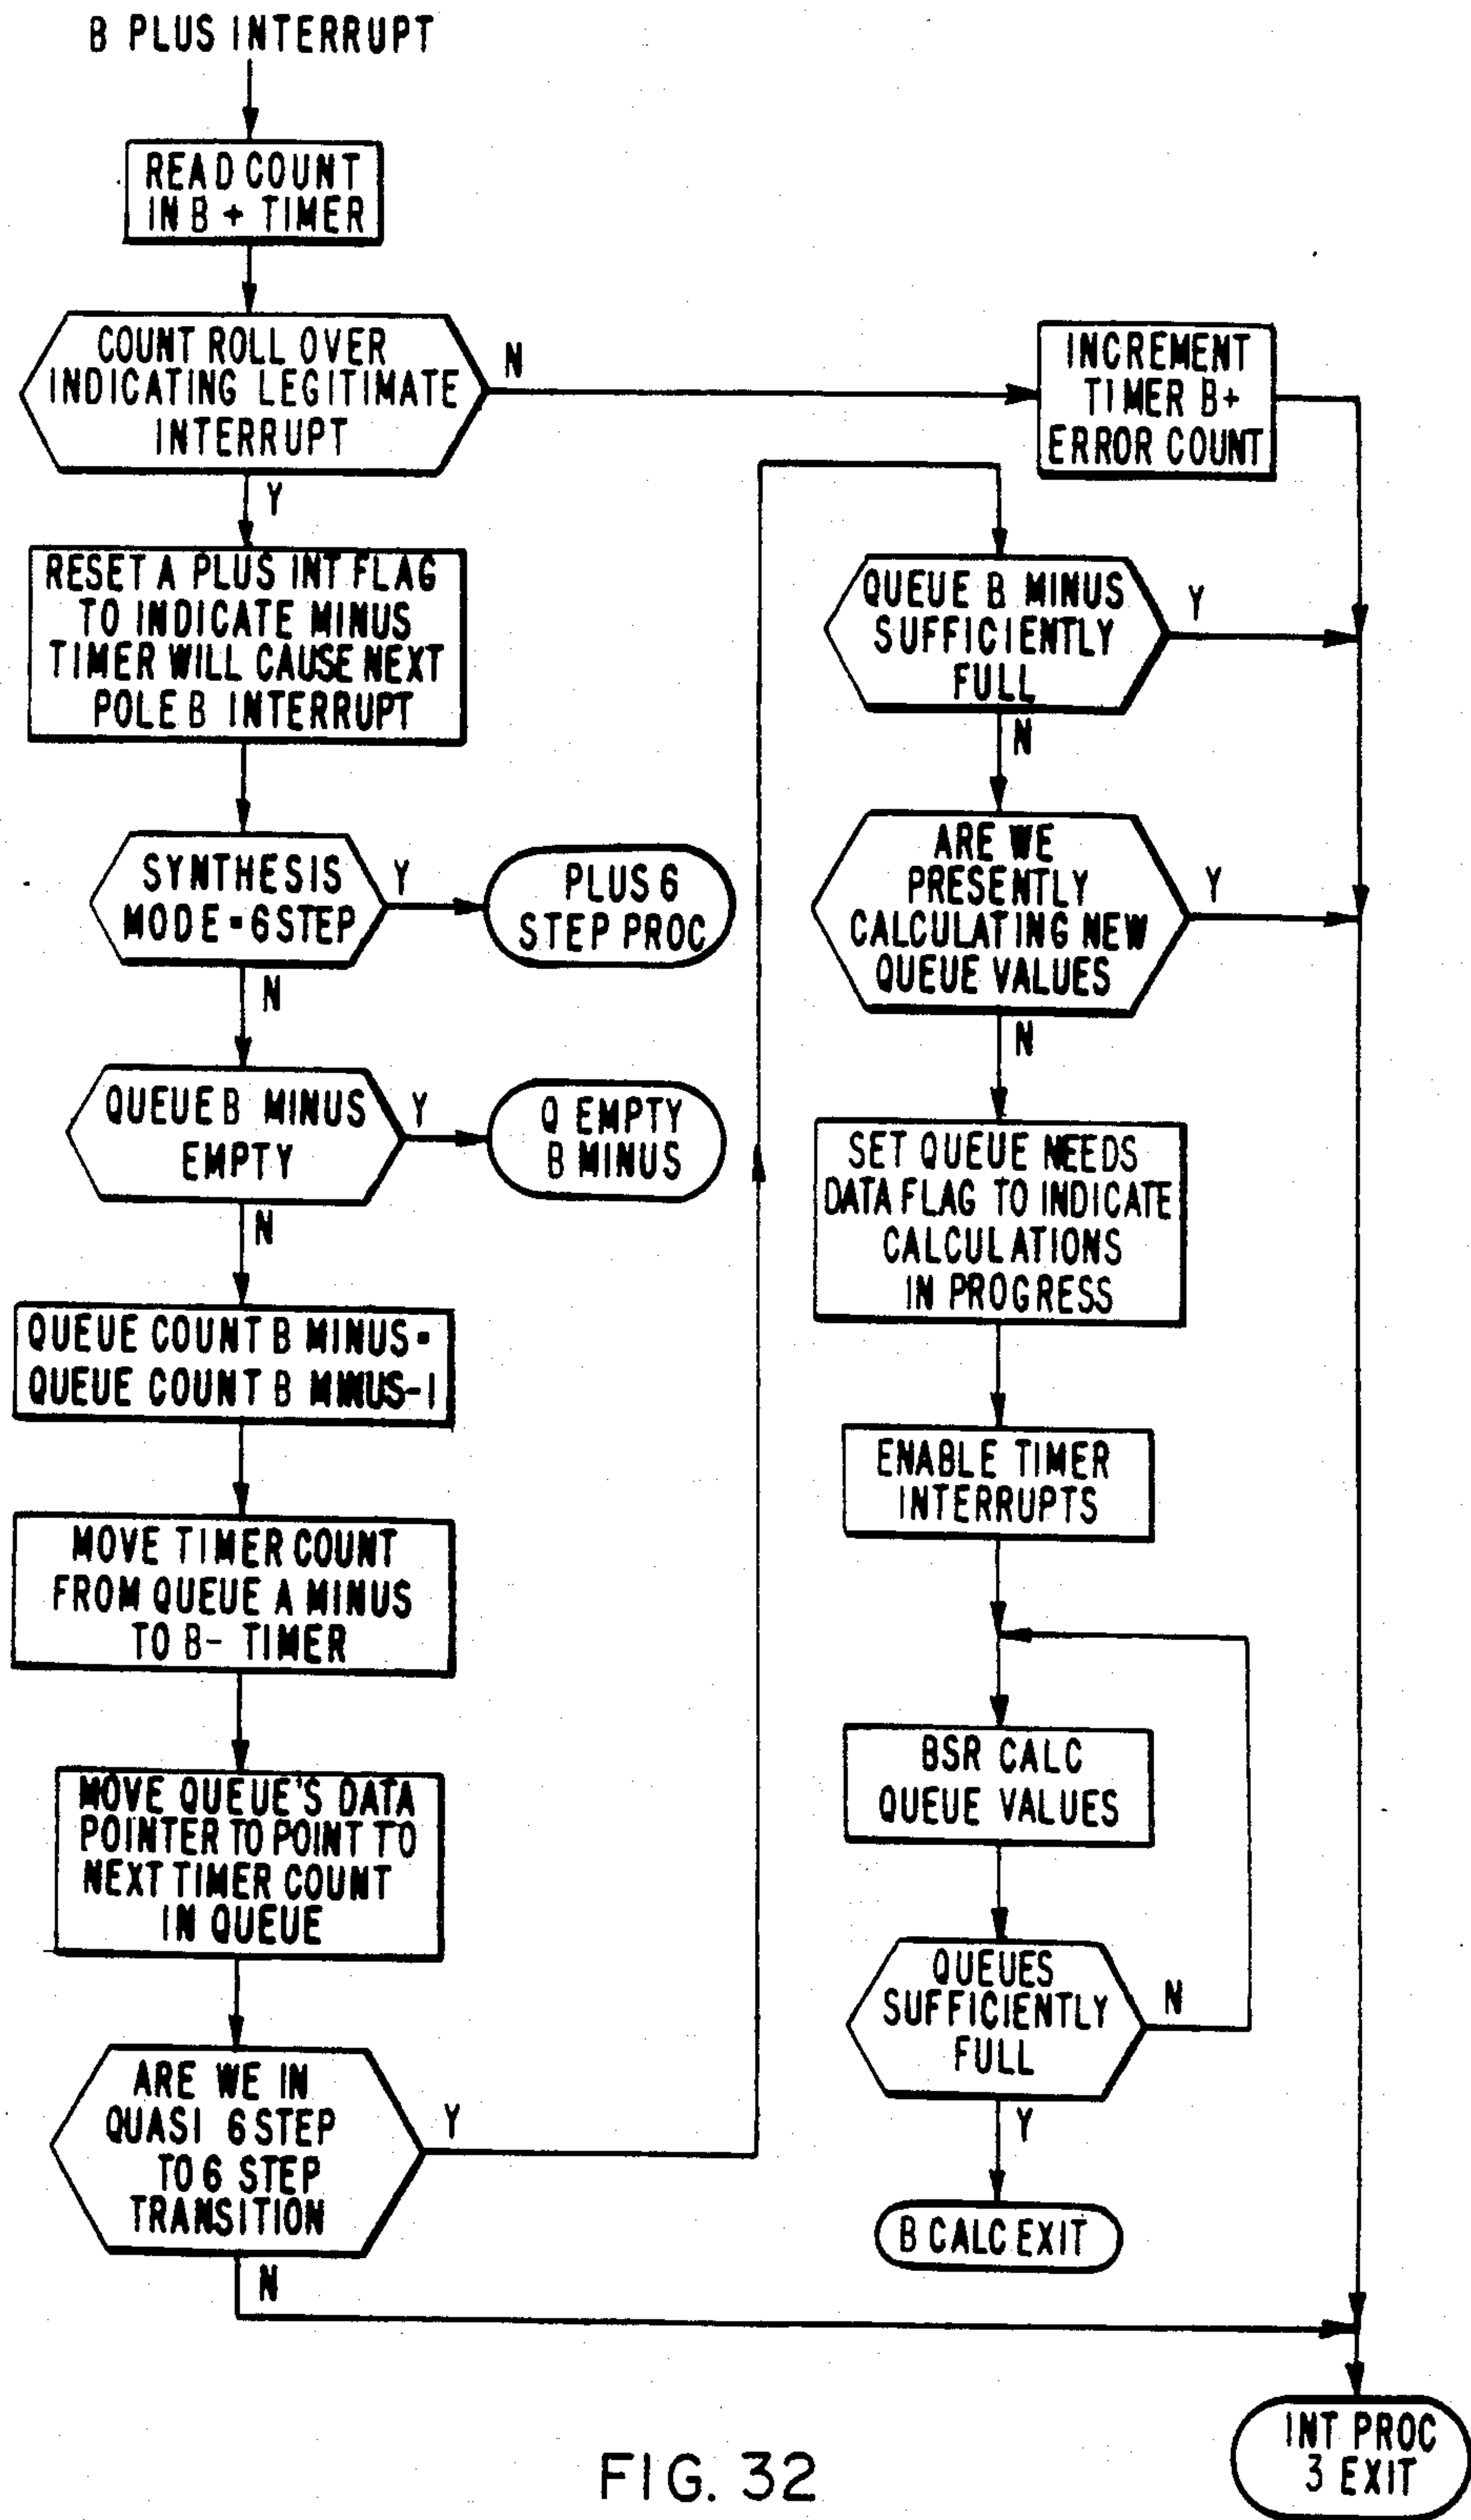 B PLUS INTERRUPT
READ COUNT
IN B + TIMER
COUNT ROLL OVER
INDICATING LEGITIMATE
INTERRUPT
N
Y
INCREMENT
TIMER B+
ERROR COUNT
RESET A PLUS INT FLAG
TO INDICATE MINUS
TIMER WILL CAUSE NEXT
POLE B INTERRUPT
SYNTHESIS
MODE=6 STEP
Y
N
PLUS 6
STEP PROC
QUEUE B MINUS
EMPTY
Y
N
Q EMPTY
B MINUS
QUEUE COUNT B MINUS=
QUEUE COUNT B MINUS-1
MOVE TIMER COUNT
FROM QUEUE A MINUS
TO B- TIMER
MOVE QUEUE'S DATA
POINTER TO POINT TO
NEXT TIMER COUNT
IN QUEUE
ARE WE IN
QUASI 6 STEP
TO 6 STEP
TRANSITION
Y
N
QUEUE B MINUS
SUFFICIENTLY
FULL
Y
N
ARE WE
PRESENTLY
CALCULATING NEW
QUEUE VALUES
Y
N
SET QUEUE NEEDS
DATA FLAG TO INDICATE
CALCULATIONS
IN PROGRESS
ENABLE TIMER
INTERRUPTS
BSR CALC
QUEUE VALUES
QUEUES
SUFFICIENTLY
FULL
N
Y
B CALC EXIT
INT PROC
3 EXIT
FIG. 32